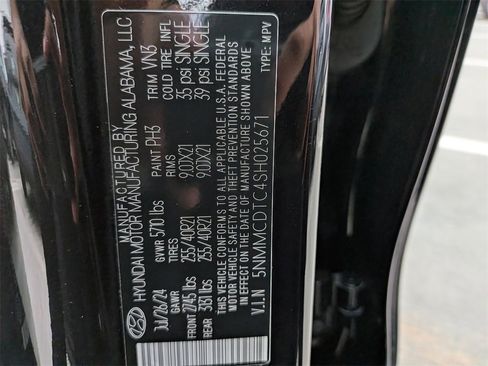 MANUFACTURED BY
HYUNDAI MOTOR MANUFACTURING ALABAMA, LLC
Jul/26/24 GVWR 5710 lbs PAINT PH3 TRIM VN3
GAWR TIRES RIMS COLD TIRE INFL
FRONT 2745 lbs 255/40R21 9.0JX21 35 psi SINGLE
REAR 3131 lbs 255/40R21 9.0JX21 39 psi SINGLE
THIS VEHICLE CONFORMS TO ALL APPLICABLE U.S.A. FEDERAL
MOTOR VEHICLE SAFETY AND THEFT PREVENTION STANDARDS
IN EFFECT ON THE DATE OF MANUFACTURE SHOWN ABOVE.
V.I.N 5NMMCDTC4SH025671 TYPE: MPV